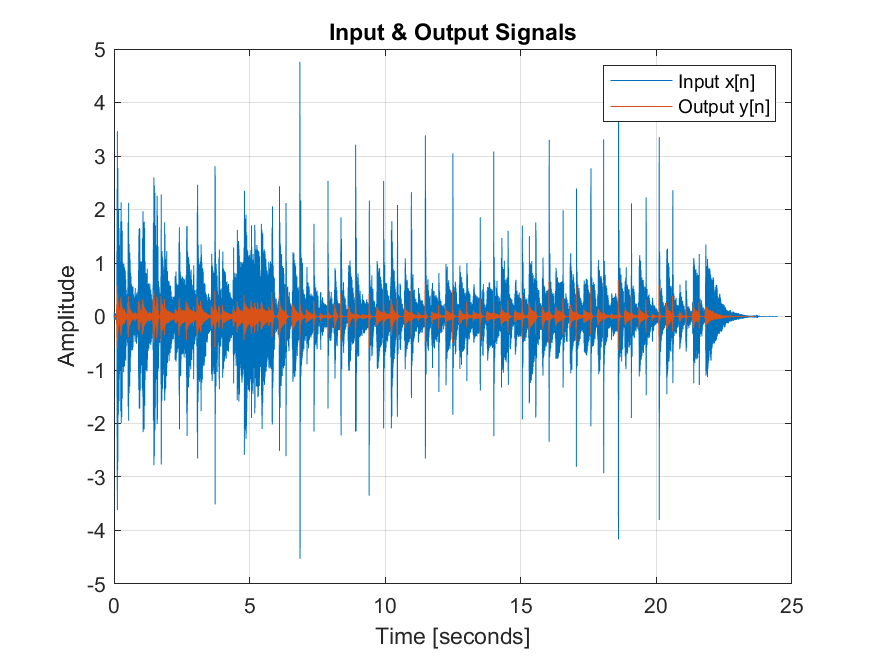 Input & Output Signals
5
4
3
2
1
0
-1
-2
-3
-4
-5
Amplitude
Input x[n]
Output y[n]
0 5 10 15 20 25
Time [seconds]